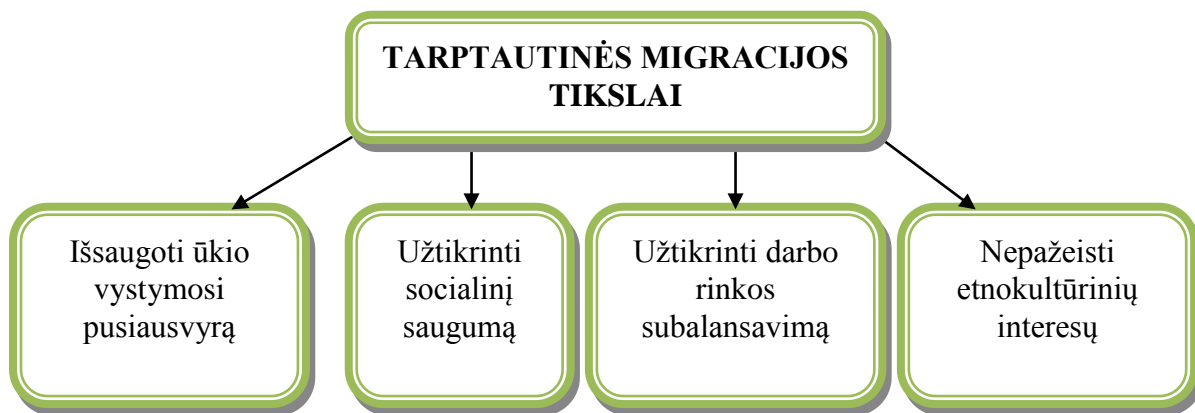 TARPTAUTINĖS MIGRACIJOS
TIKSLAI
Išsaugoti ūkio
vystymosi
pusiausvyrą
Užtikrinti
socialinį
saugumą
Užtikrinti darbo
rinkos
subalansavimą
Nepažeisti
etnokultūrinių
interesų